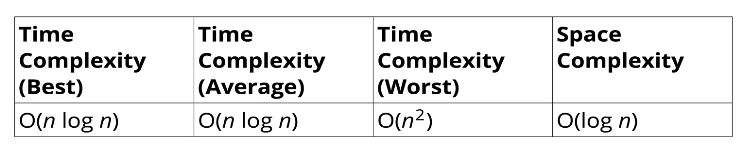 Time Complexity (Best)
Time Complexity (Average)
Time Complexity (Worst)
Space Complexity
O(n log n)
O(n log n)
O(n²)
O(log n)